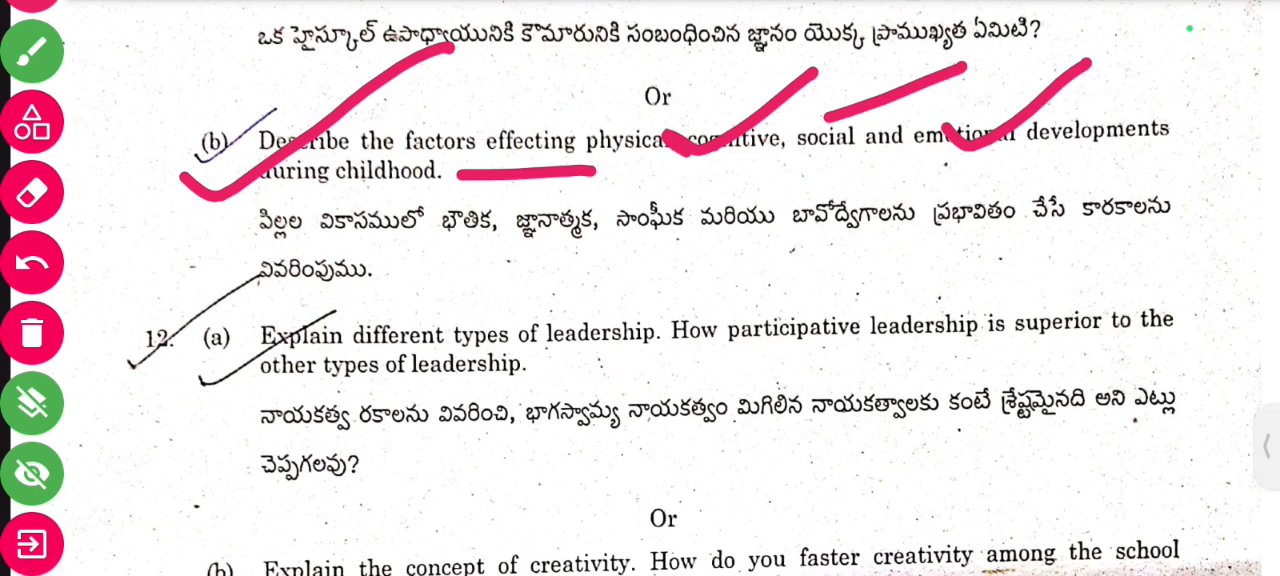 ఒక హైస్కూల్ ఉపాధ్యాయునికి కౌమారునికి సంబంధించిన జ్ఞానం యొక్క ప్రాముఖ్యత ఏమిటి?
Or
(b) Describe the factors effecting physical, cognitive, social and emotional developments
during childhood.
పిల్లల వికాసములో భౌతిక, జ్ఞానాత్మక, సాంఘీక మరియు బావోద్వేగాలను ప్రభావితం చేసే కారకాలను
వివరింపుము.
12. (a) Explain different types of leadership. How participative leadership is superior to the
other types of leadership.
నాయకత్వ రకాలను వివరించి, భాగస్వామ్య నాయకత్వం మిగిలిన నాయకత్వాలకు కంటే శ్రేష్టమైనది అని ఎట్లు
చెప్పగలవు?
Or
(b) Explain the concept of creativity. How do you faster creativity among the school